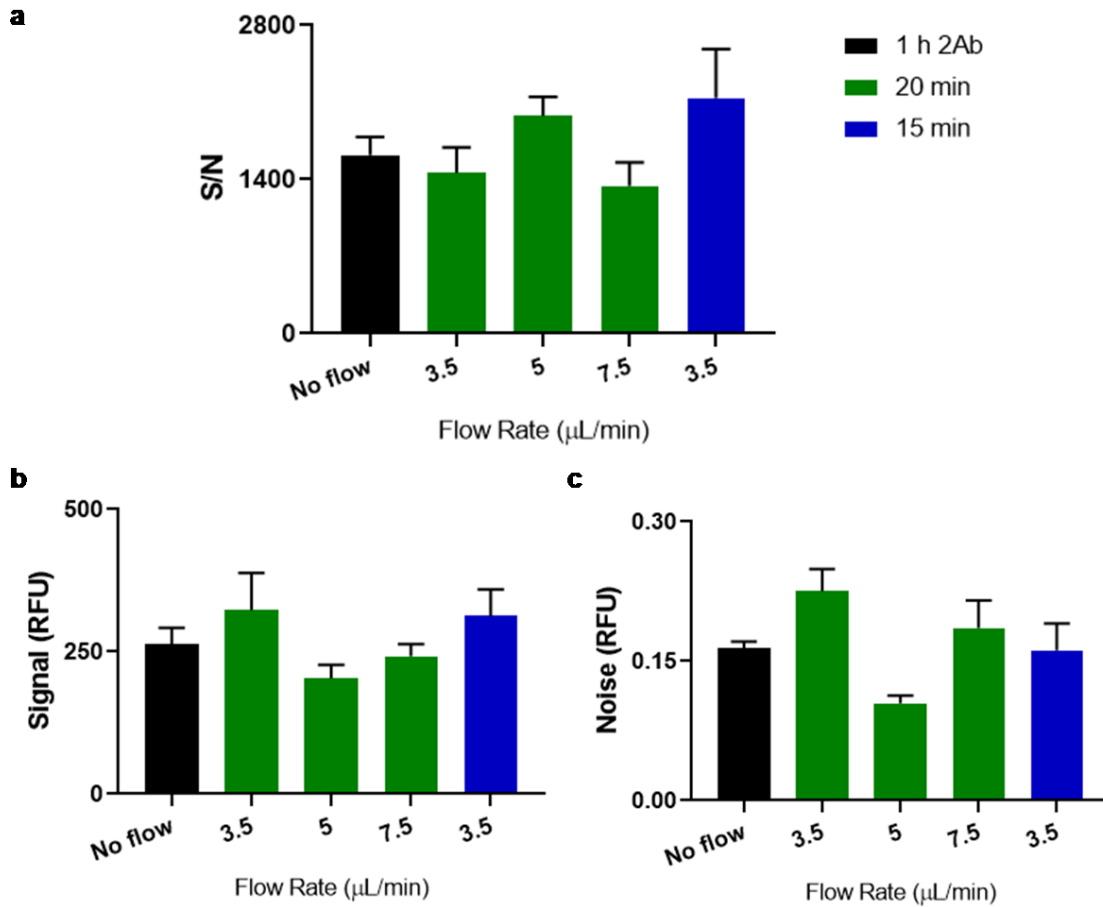 a
2800
1400
0
S/N
No flow 3.5 5 7.5 3.5
Flow Rate (μL/min)
1 h 2Ab
20 min
15 min
b
500
250
0
Signal (RFU)
No flow 3.5 5 7.5 3.5
Flow Rate (μL/min)
c
0.30
0.15
0.00
Noise (RFU)
No flow 3.5 5 7.5 3.5
Flow Rate (μL/min)